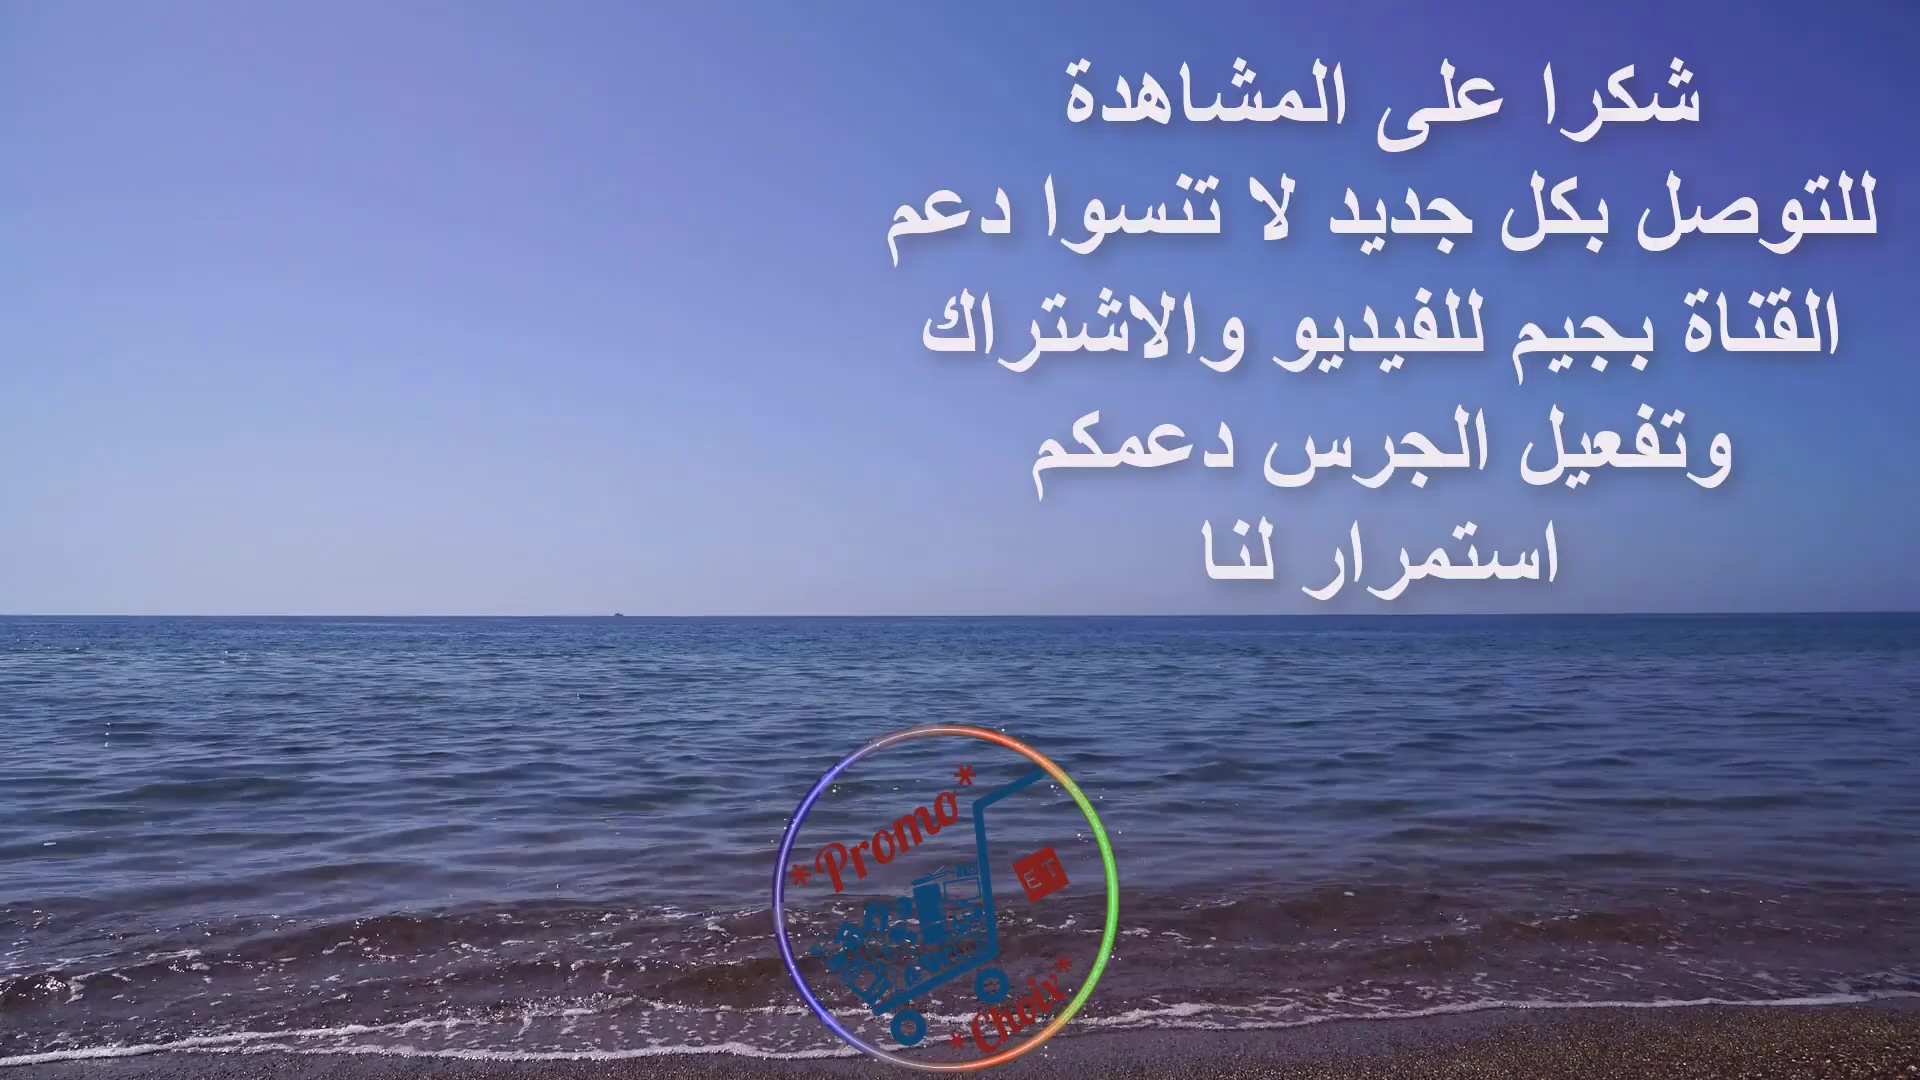 شكرا على المشاهدة
للتوصل بكل جديد لا تنسوا دعم
القناة بجيم للفيديو والاشتراك
وتفعيل الجرس دعمكم
استمرار لنا
*Promo*
ET
*Choix*